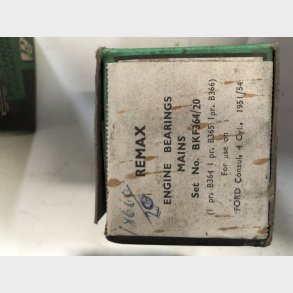 REMAX
ENGINE BEARINGS
MAINS
Set No. BKF364/20
(1 pr. B364 1 pr. B365 1 pr. B366)
For use on
FORD Consul, 4 Cyl., 1951/54
20